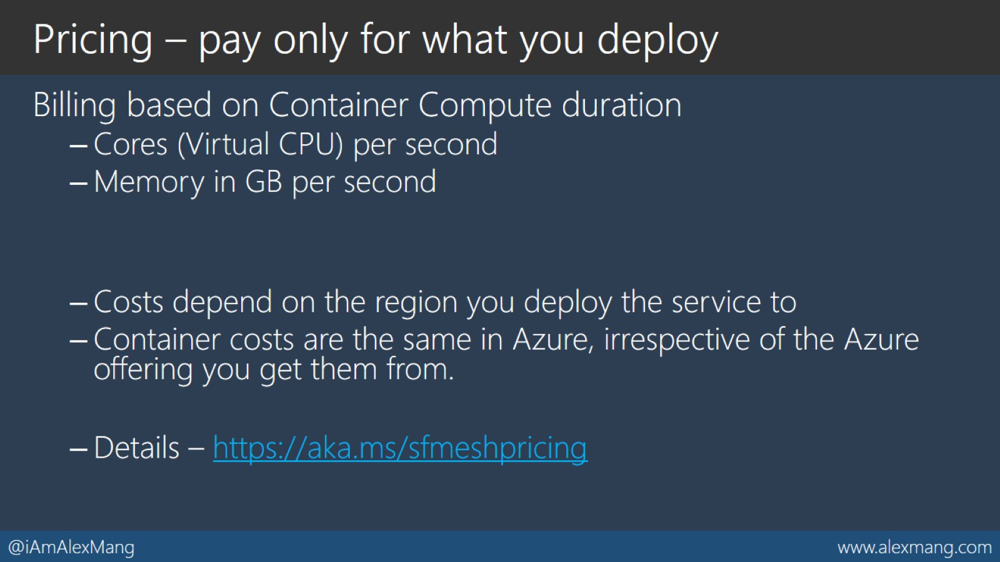 Pricing – pay only for what you deploy
Billing based on Container Compute duration
– Cores (Virtual CPU) per second
– Memory in GB per second
– Costs depend on the region you deploy the service to
– Container costs are the same in Azure, irrespective of the Azure
offering you get them from.
– Details – https://aka.ms/sfmeshpricing
@iAmAlexMang
www.alexmang.com